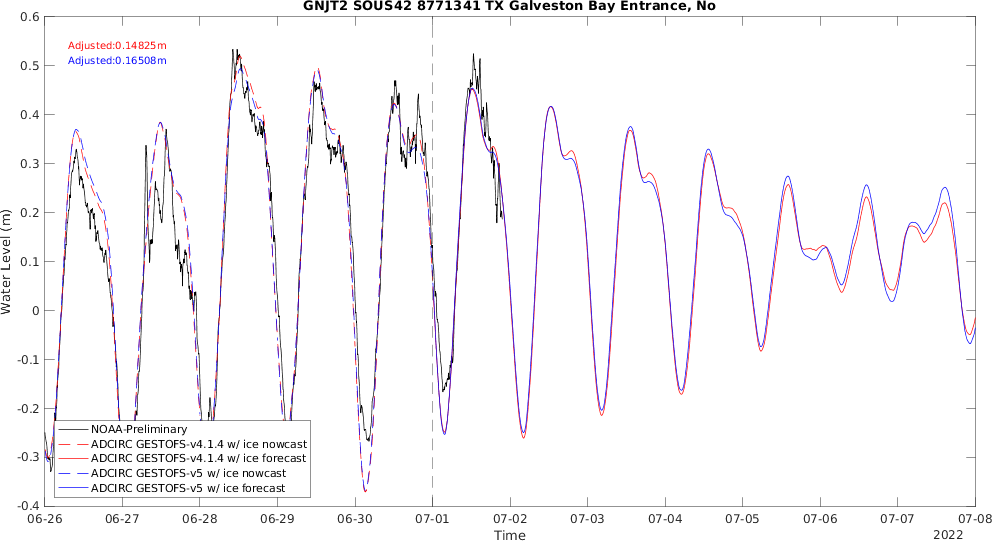 GNJT2 SOUS42 8771341 TX Galveston Bay Entrance, No
Adjusted:0.14825m
Adjusted:0.16508m
Water Level (m)
0.6
0.5
0.4
0.3
0.2
0.1
0
-0.1
-0.2
-0.3
-0.4
NOAA-Preliminary
ADCIRC GESTOFS-v4.1.4 w/ ice nowcast
ADCIRC GESTOFS-v4.1.4 w/ ice forecast
ADCIRC GESTOFS-v5 w/ ice nowcast
ADCIRC GESTOFS-v5 w/ ice forecast
06-26 06-27 06-28 06-29 06-30 07-01 07-02 07-03 07-04 07-05 07-06 07-07 07-08
Time
2022